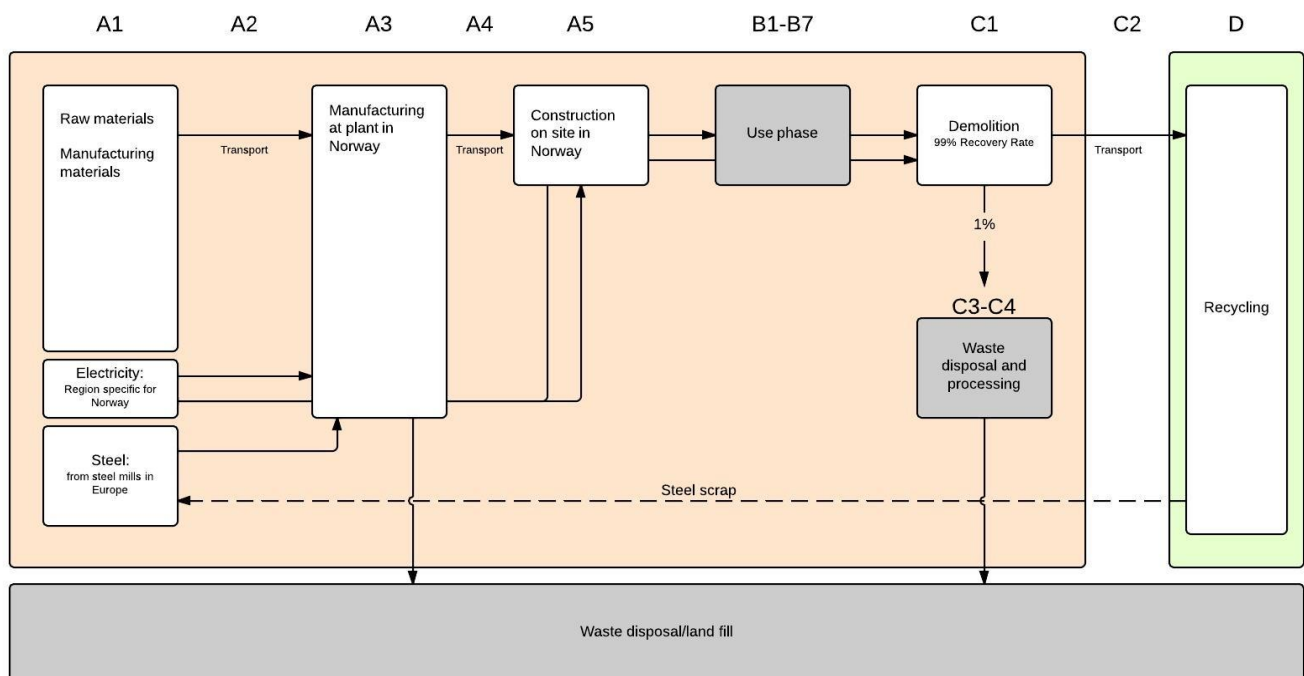 A1
A2
A3
A4
A5
B1-B7
C1
C2
D
Raw materials
Manufacturing
materials
Transport
Manufacturing
at plant in
Norway
Transport
Construction
on site in
Norway
Use phase
Demolition
99% Recovery Rate
Transport
1%
C3-C4
Waste
disposal and
processing
Recycling
Electricity:
Region specific for
Norway
Steel:
from steel mills in
Europe
Steel scrap
Waste disposal/land fill